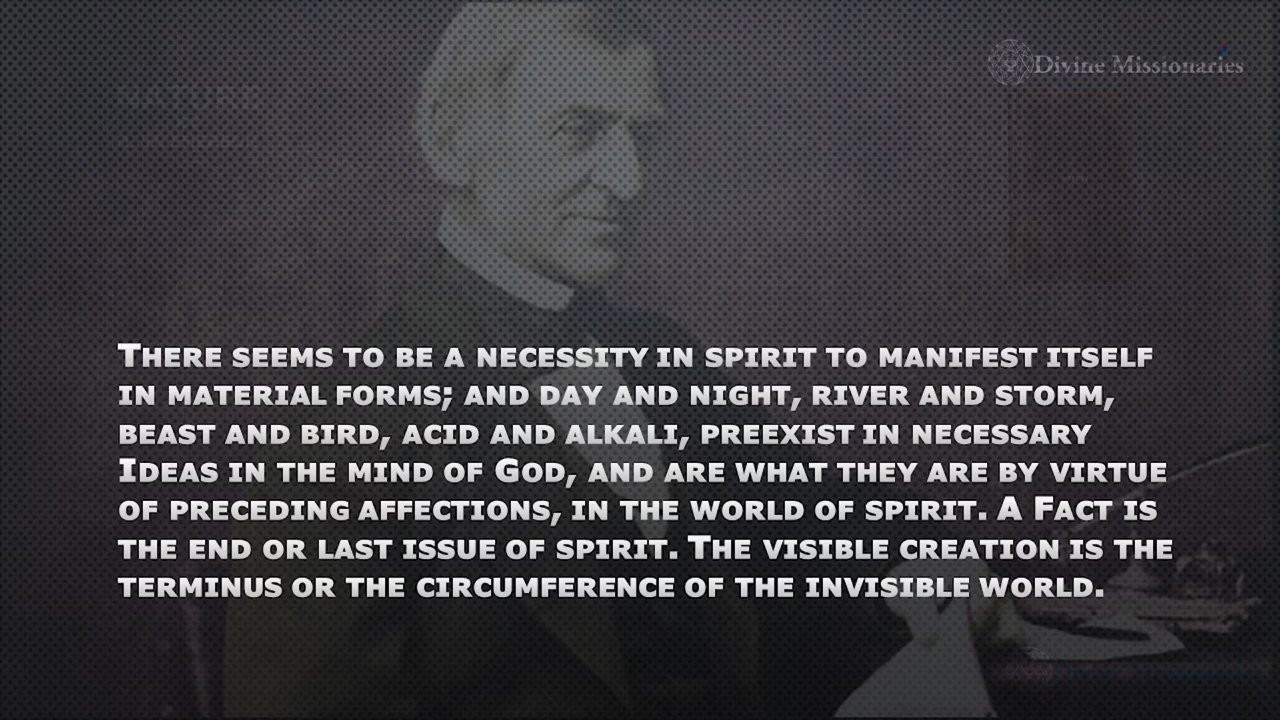 Divine Missionaries
NATURE
THERE SEEMS TO BE A NECESSITY IN SPIRIT TO MANIFEST ITSELF
IN MATERIAL FORMS; AND DAY AND NIGHT, RIVER AND STORM,
BEAST AND BIRD, ACID AND ALKALI, PREEXIST IN NECESSARY
IDEAS IN THE MIND OF GOD, AND ARE WHAT THEY ARE BY VIRTUE
OF PRECEDING AFFECTIONS, IN THE WORLD OF SPIRIT. A FACT IS
THE END OR LAST ISSUE OF SPIRIT. THE VISIBLE CREATION IS THE
TERMINUS OR THE CIRCUMFERENCE OF THE INVISIBLE WORLD.